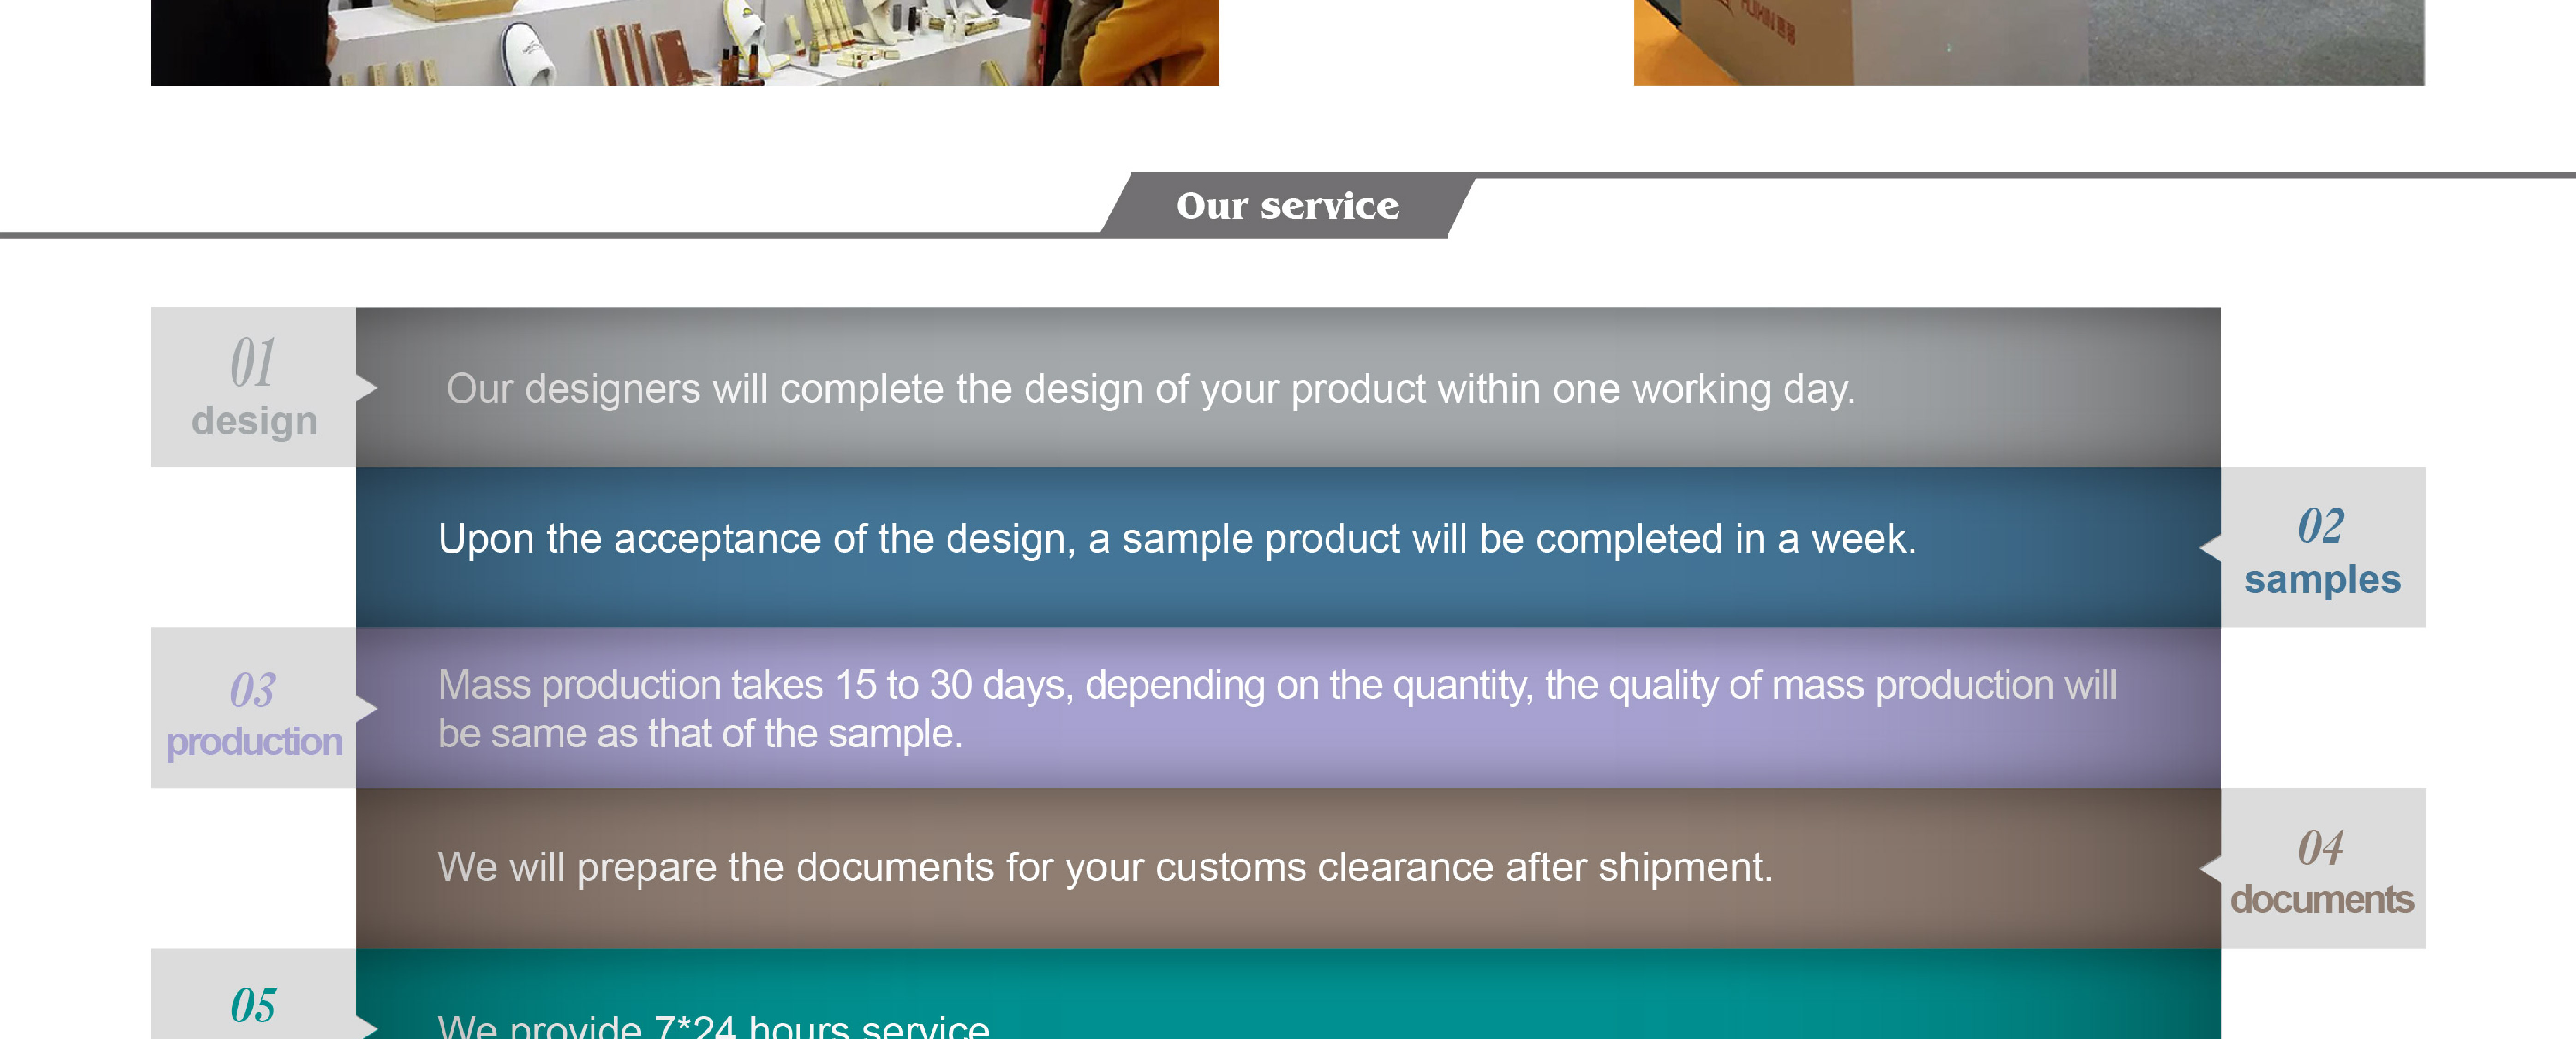 Our service
01
design
Our designers will complete the design of your product within one working day.
Upon the acceptance of the design, a sample product will be completed in a week.
02
samples
03
production
Mass production takes 15 to 30 days, depending on the quantity, the quality of mass production will
be same as that of the sample.
We will prepare the documents for your customs clearance after shipment.
04
documents
05
We provide 7*24 hours service